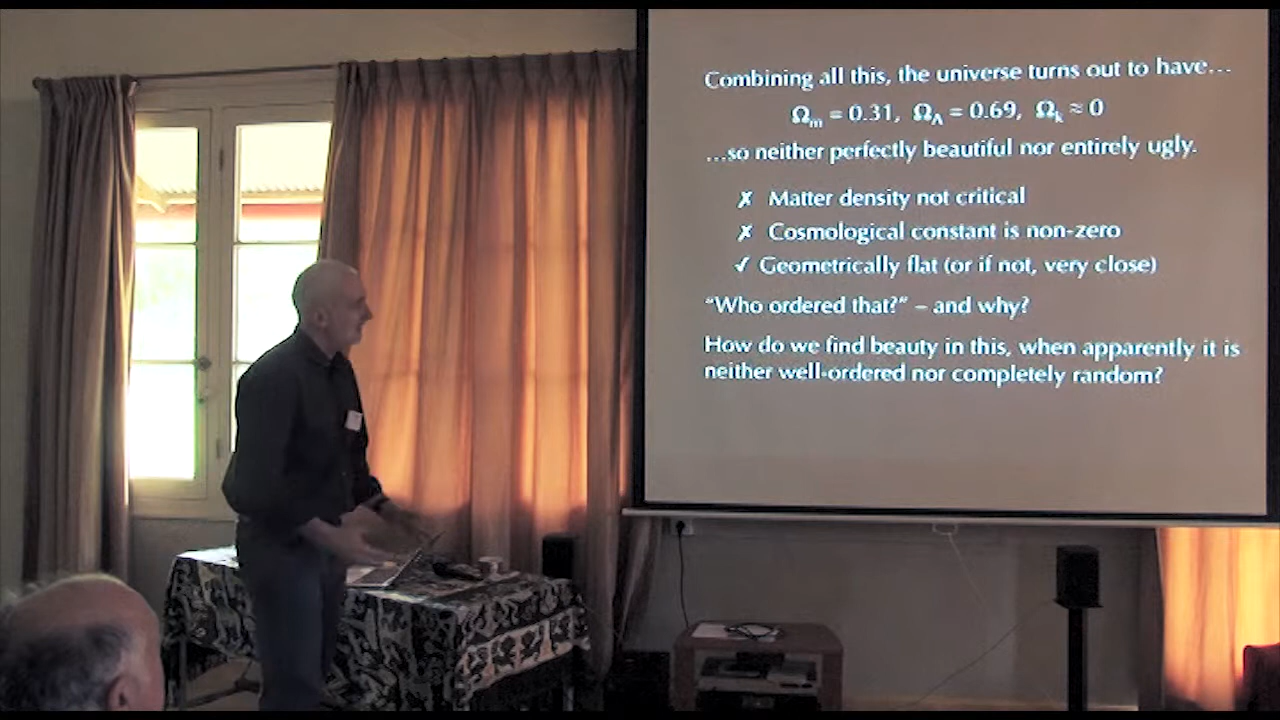 Combining all this, the universe turns out to have…
Ωm = 0.31, ΩΛ = 0.69, Ωk ≈ 0
…so neither perfectly beautiful nor entirely ugly.
✗ Matter density not critical
✗ Cosmological constant is non-zero
✓ Geometrically flat (or if not, very close)
“Who ordered that?” – and why?
How do we find beauty in this, when apparently it is
neither well-ordered nor completely random?